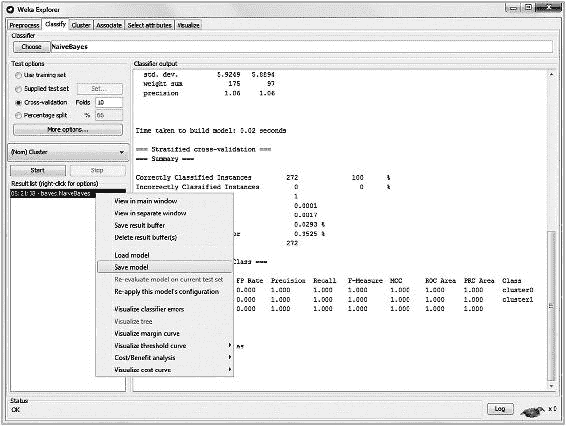 Weka Explorer
Preprocess Classify Cluster Associate Select attributes Visualize
Classifier
Choose NaiveBayes
Test options
Use training set
Supplied test set Set...
Cross-validation Folds 10
Percentage split % 66
More options...
(Nom) Cluster
Start Stop
Result list (right-click for options)
bayes.NaiveBayes
View in main window
View in separate window
Save result buffer
Delete result buffer(s)
Load model
Save model
Re-evaluate model on current test set
Re-apply this model's configuration
Visualize classifier errors
Visualize tree
Visualize margin curve
Visualize threshold curve
Cost/Benefit analysis
Visualize cost curve
Classifier output
std. dev. 5.9249 5.8894
weight sum 175 97
precision 1.06 1.06
Time taken to build model: 0.02 seconds
=== Stratified cross-validation ===
=== Summary ===
Correctly Classified Instances 272 100 %
Incorrectly Classified Instances 0 0 %
1
0.0001
0.0017
0.0293 %
or 0.3525 %
272
Class ===
FP Rate Precision Recall F-Measure MCC ROC Area PRC Area Class
0.000 1.000 1.000 1.000 1.000 1.000 1.000 cluster0
0.000 1.000 1.000 1.000 1.000 1.000 1.000 cluster1
0.000 1.000 1.000 1.000 1.000 1.000 1.000
as
Status
OK
Log
x 0